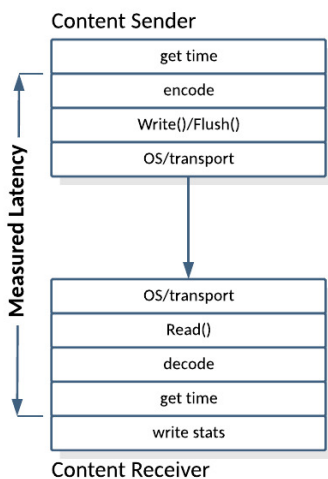 Content Sender
get time
encode
Write()/Flush()
OS/transport
Measured Latency
OS/transport
Read()
decode
get time
write stats
Content Receiver